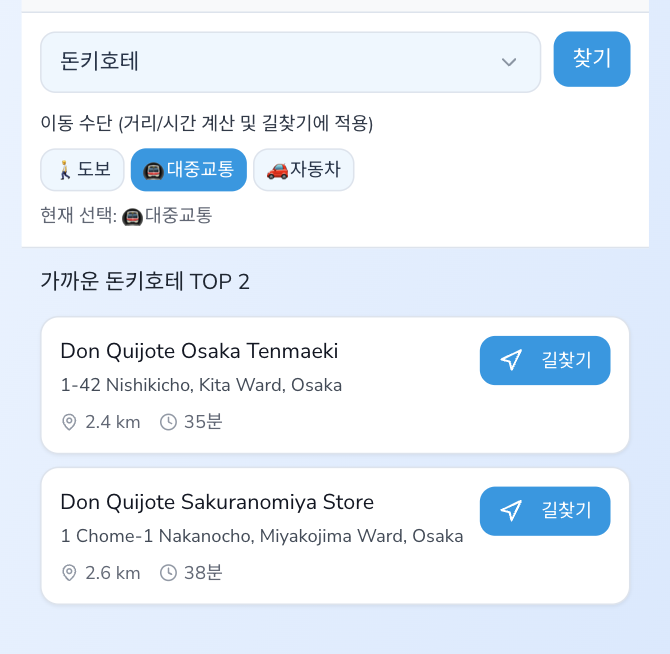 돈키호테
찾기
이동 수단 (거리/시간 계산 및 길찾기에 적용)
도보 대중교통 자동차
현재 선택: 대중교통
가까운 돈키호테 TOP 2
Don Quijote Osaka Tenmaeki
길찾기
1-42 Nishikicho, Kita Ward, Osaka
2.4 km 35분
Don Quijote Sakuranomiya Store
길찾기
1 Chome-1 Nakanocho, Miyakojima Ward, Osaka
2.6 km 38분